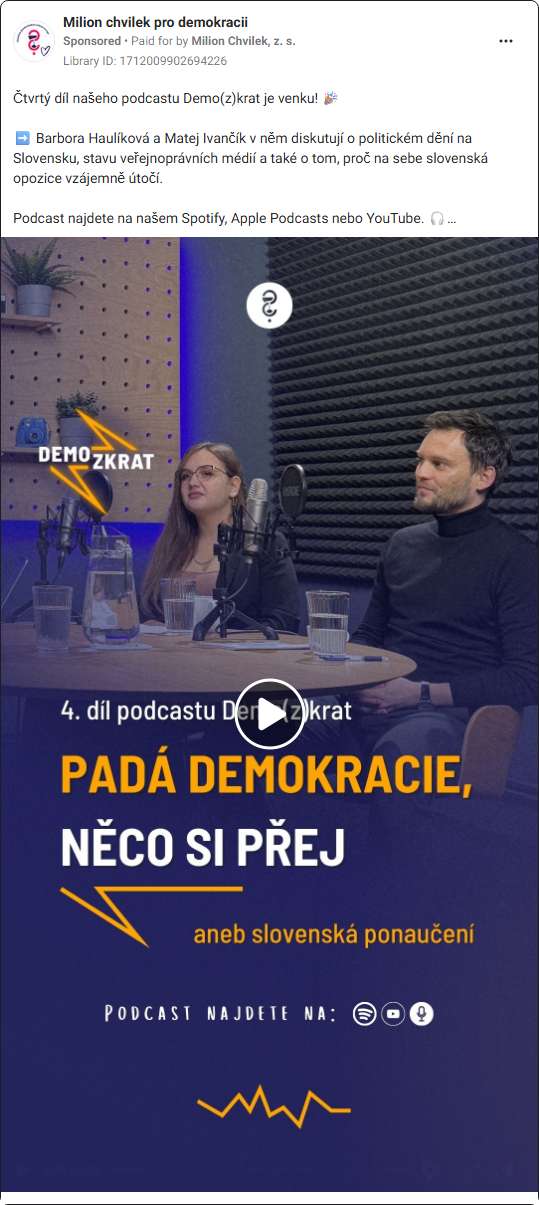 Milion chvilek pro demokracii
Sponsored • Paid for by Milion Chvilek, z. s.
Library ID: 1712009902694226
Čtvrtý díl našeho podcastu Demo(z)krat je venku! 🎉
➡️ Barbora Haulíková a Matej Ivančík v něm diskutují o politickém dění na
Slovensku, stavu veřejnoprávních médií a také o tom, proč na sebe slovenská
opozice vzájemně útočí.
Podcast najdete na našem Spotify, Apple Podcasts nebo YouTube. 🎧 ...
DEMO
ZKRAT
4. díl podcastu Demo(z)krat
PADÁ DEMOKRACIE,
NĚCO SI PŘEJ
aneb slovenská ponaučení
PODCAST NAJDETE NA: